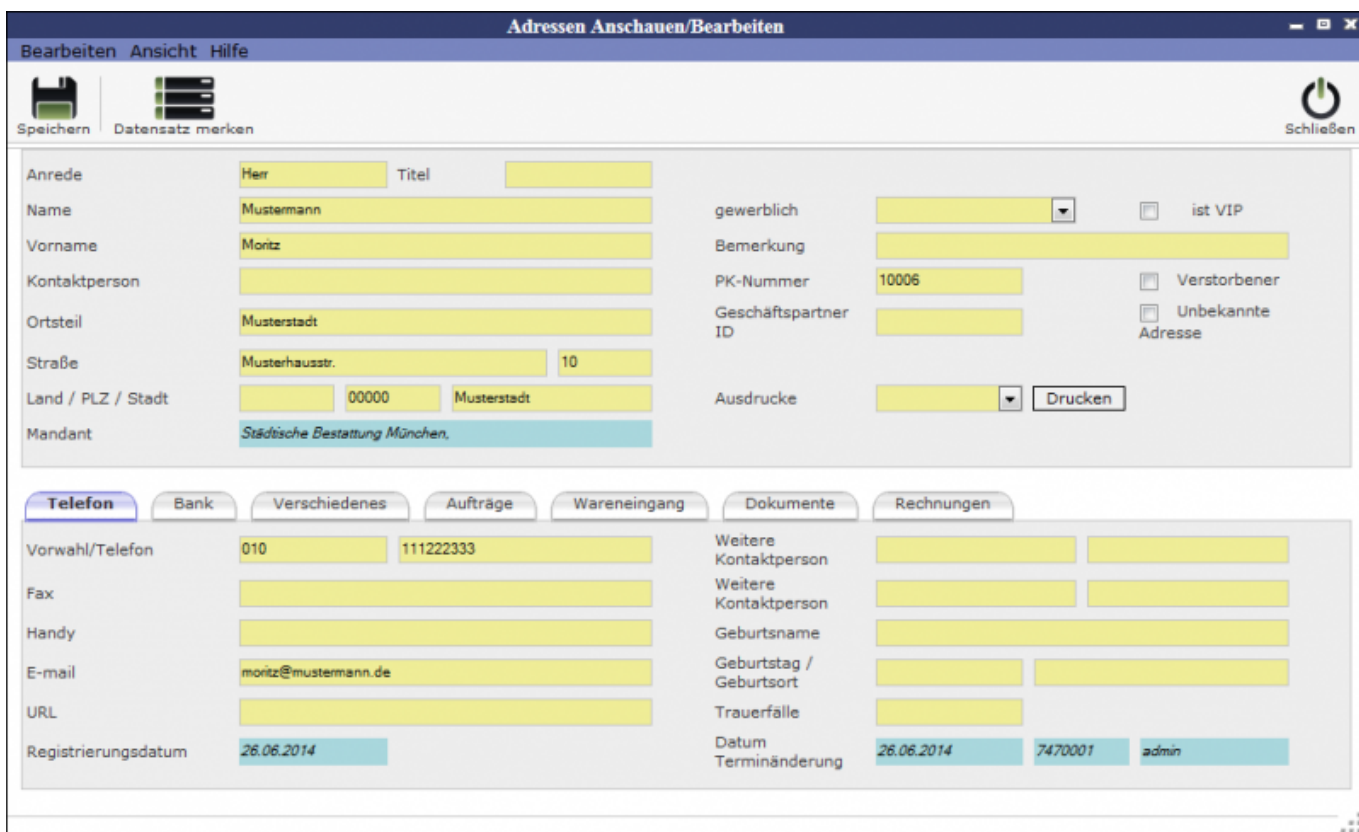 Adressen Anschauen/Bearbeiten
Bearbeiten Ansicht Hilfe
Speichern Datensatz merken Schließen
Anrede Herr Titel
Name Mustermann gewerblich ist VIP
Vorname Moritz Bemerkung
Kontaktperson PK-Nummer 10006 Verstorbener
Ortsteil Musterstadt Geschäftspartner ID Unbekannte Adresse
Straße Musterhausstr. 10
Land / PLZ / Stadt 00000 Musterstadt Ausdrucke Drucken
Mandant Städtische Bestattung München,
Telefon Bank Verschiedenes Aufträge Wareneingang Dokumente Rechnungen
Vorwahl/Telefon 010 111222333 Weitere Kontaktperson
Fax Weitere Kontaktperson
Handy Geburtsname
E-mail moritz@mustermann.de Geburtstag / Geburtsort
URL Trauerfälle
Registrierungsdatum 26.06.2014 Datum Terminänderung 26.06.2014 7470001 admin